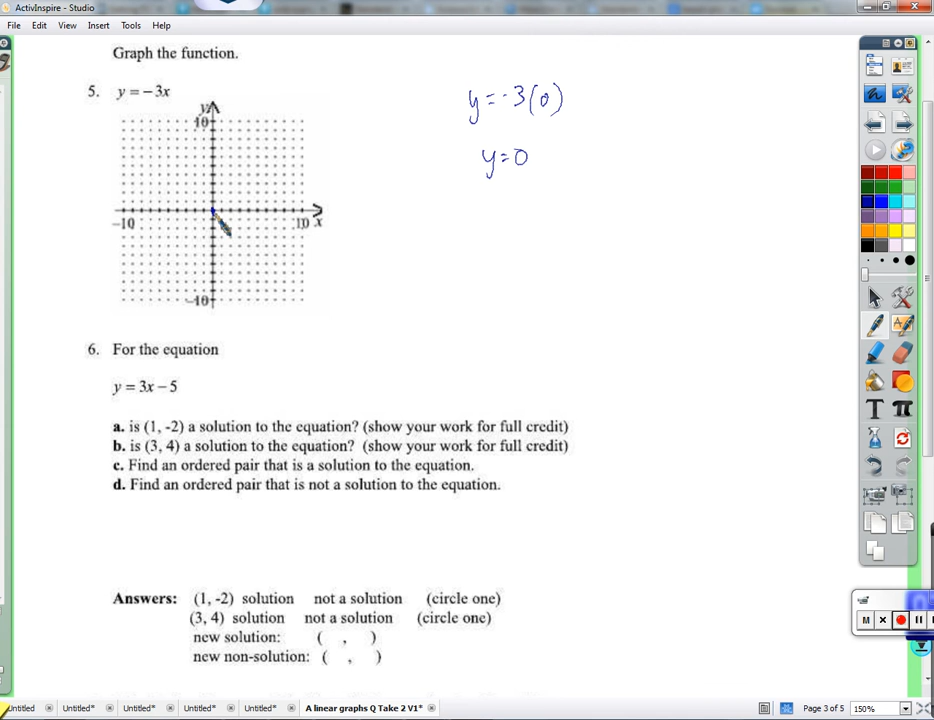 ActivInspire - Studio
File Edit View Insert Tools Help
Graph the function.
5. y = − 3x
y=-3(0)
y=0
y
10
-10
10 x
-10
6. For the equation
y = 3x − 5
a. is (1, -2) a solution to the equation? (show your work for full credit)
b. is (3, 4) a solution to the equation? (show your work for full credit)
c. Find an ordered pair that is a solution to the equation.
d. Find an ordered pair that is not a solution to the equation.
Answers: (1, -2) solution not a solution (circle one)
(3, 4) solution not a solution (circle one)
new solution: ( , )
new non-solution: ( , )
M
Untitled Untitled* Untitled* Untitled* Untitled* A linear graphs Q Take 2 V1* Page 3 of 5 150%